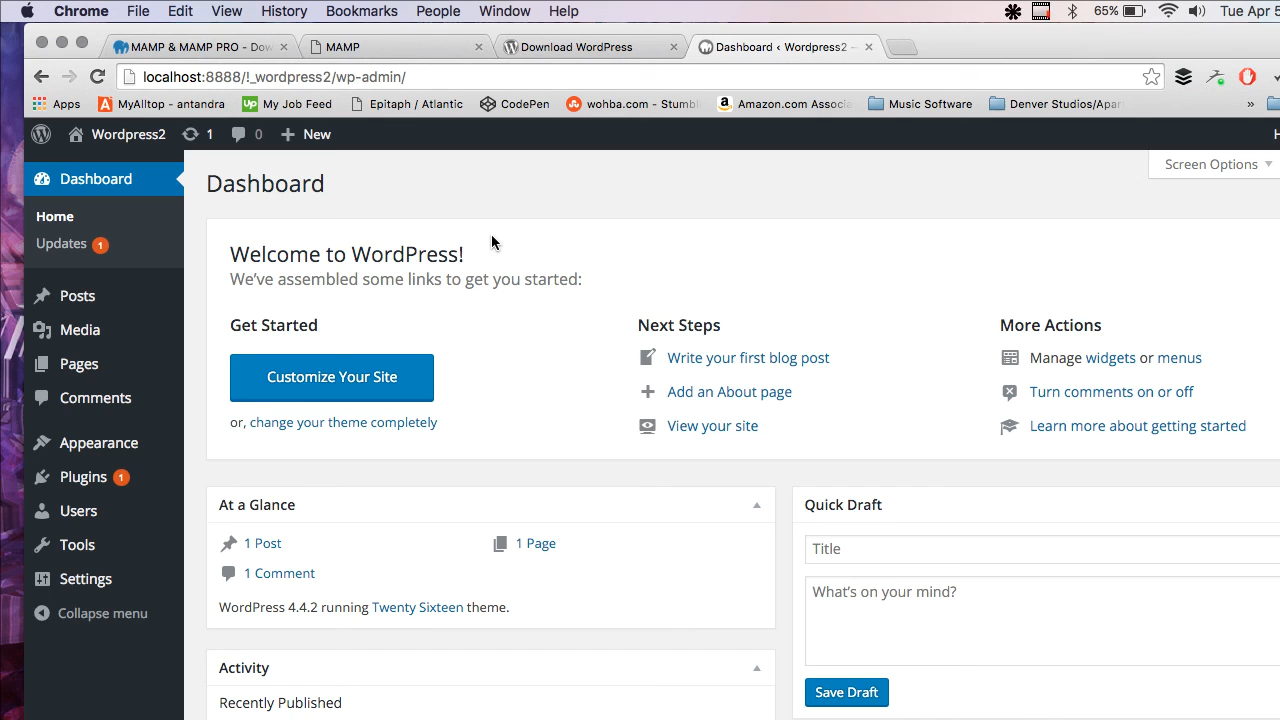 Chrome File Edit View History Bookmarks People Window Help 65% Tue Apr
MAMP & MAMP PRO - Dow MAMP Download WordPress Dashboard ‹ Wordpress2 –
localhost:8888/!_wordpress2/wp-admin/
Apps MyAlltop - antandra My Job Feed Epitaph / Atlantic CodePen wohba.com - Stumbl Amazon.com Associa Music Software Denver Studios/Apar »
Wordpress2 1 0 New
Screen Options
Dashboard
Home
Updates 1
Posts
Media
Pages
Comments
Appearance
Plugins 1
Users
Tools
Settings
Collapse menu
Dashboard
Welcome to WordPress!
We've assembled some links to get you started:
Get Started
Customize Your Site
or, change your theme completely
Next Steps
Write your first blog post
Add an About page
View your site
More Actions
Manage widgets or menus
Turn comments on or off
Learn more about getting started
At a Glance
1 Post 1 Page
1 Comment
WordPress 4.4.2 running Twenty Sixteen theme.
Activity
Recently Published
Quick Draft
Title
What's on your mind?
Save Draft